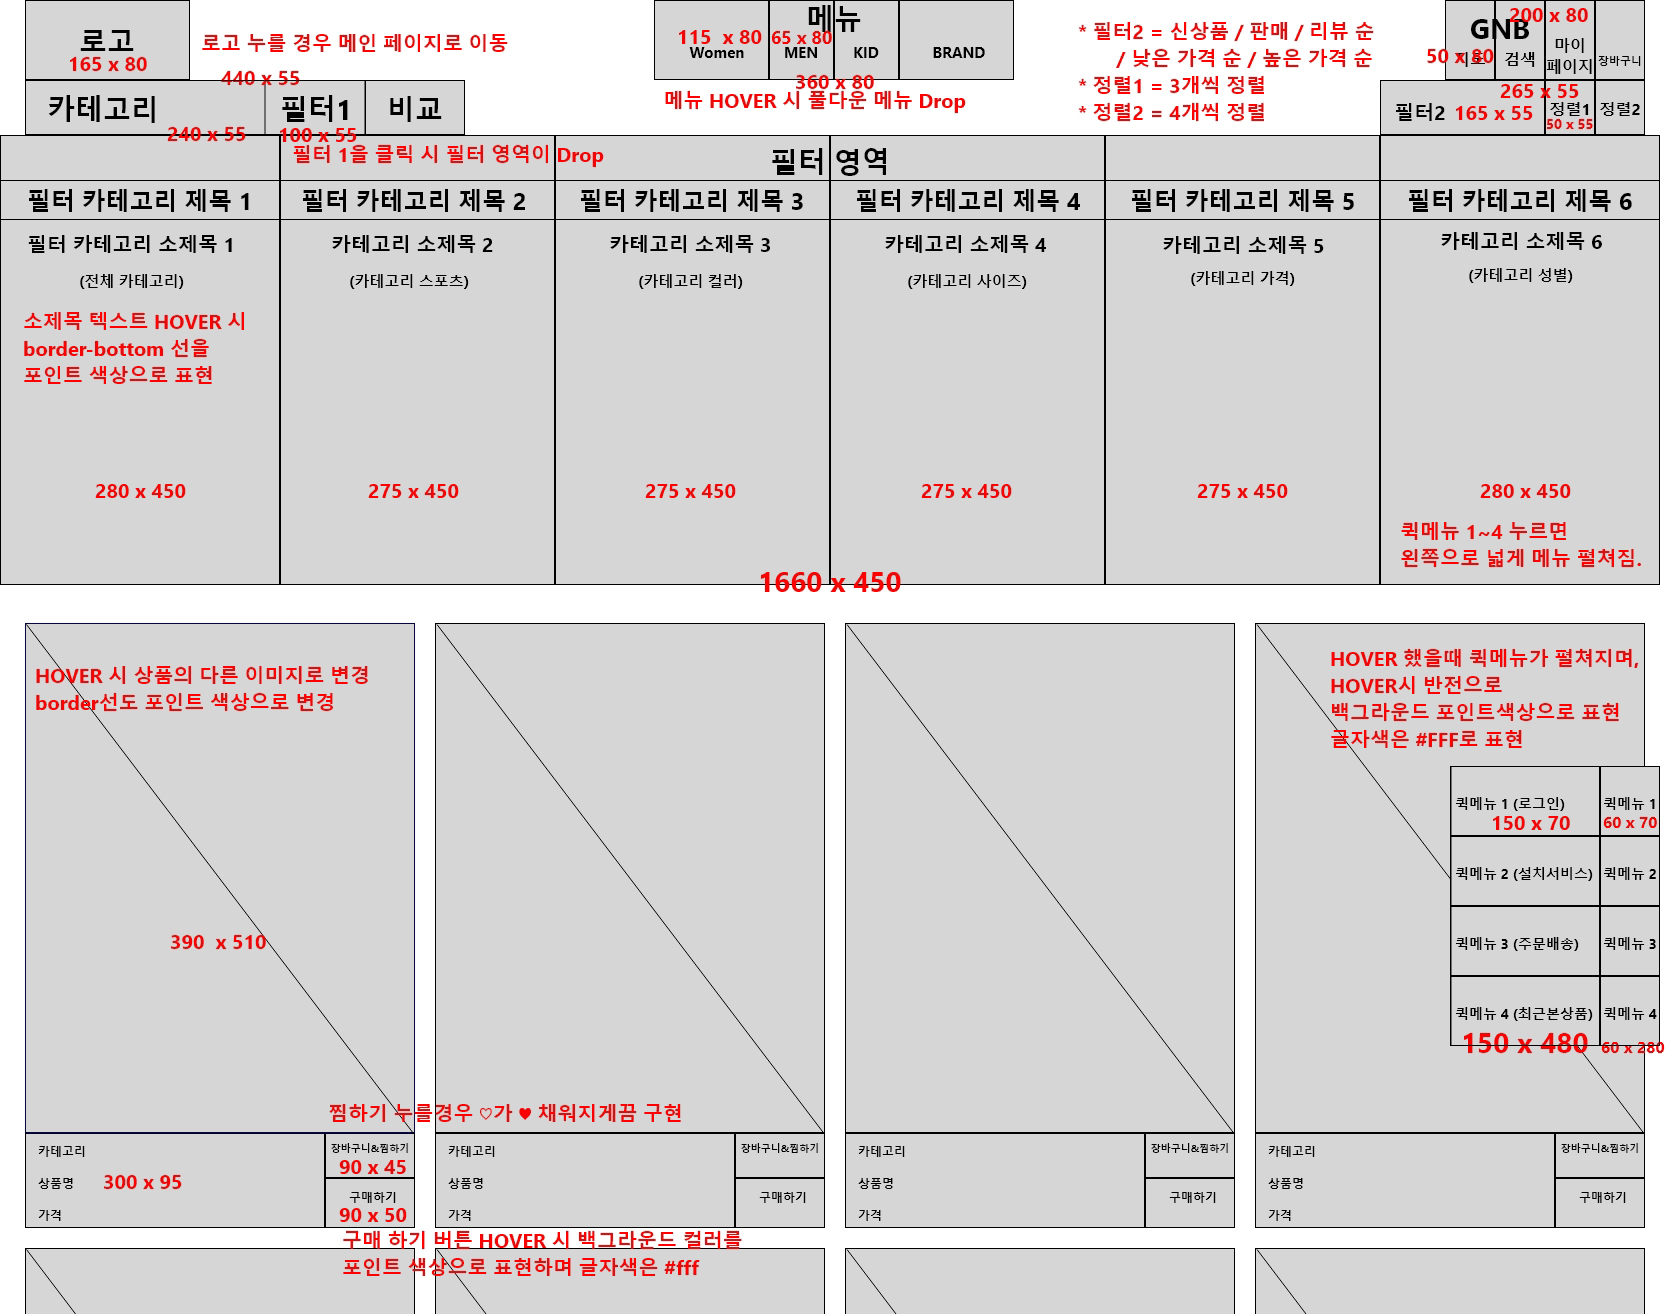 로고
165 x 80
로고 누를 경우 메인 페이지로 이동
440 x 55
카테고리
240 x 55
필터1
100 x 55
비교
메뉴
115 x 80
65 x 80
Women
MEN
KID
BRAND
360 x 80
메뉴 HOVER 시 풀다운 메뉴 Drop
* 필터2 = 신상품 / 판매 / 리뷰 순
/ 낮은 가격 순 / 높은 가격 순
* 정렬1 = 3개씩 정렬
* 정렬2 = 4개씩 정렬
200 x 80
GNB
50 x 80
검색
마이
페이지
장바구니
265 x 55
필터2
165 x 55
정렬1
50 x 55
정렬2
필터 1을 클릭 시 필터 영역이 Drop
필터 영역
필터 카테고리 제목 1
필터 카테고리 제목 2
필터 카테고리 제목 3
필터 카테고리 제목 4
필터 카테고리 제목 5
필터 카테고리 제목 6
필터 카테고리 소제목 1
카테고리 소제목 2
카테고리 소제목 3
카테고리 소제목 4
카테고리 소제목 5
카테고리 소제목 6
(전체 카테고리)
(카테고리 스포츠)
(카테고리 컬러)
(카테고리 사이즈)
(카테고리 가격)
(카테고리 성별)
소제목 텍스트 HOVER 시
border-bottom 선을
포인트 색상으로 표현
280 x 450
275 x 450
275 x 450
275 x 450
275 x 450
280 x 450
퀵메뉴 1~4 누르면
왼쪽으로 넓게 메뉴 펼쳐짐.
1660 x 450
HOVER 시 상품의 다른 이미지로 변경
border선도 포인트 색상으로 변경
HOVER 했을때 퀵메뉴가 펼쳐지며,
HOVER시 반전으로
백그라운드 포인트색상으로 표현
글자색은 #FFF로 표현
퀵메뉴 1 (로그인)
150 x 70
퀵메뉴 1
60 x 70
퀵메뉴 2 (설치서비스)
퀵메뉴 2
390 x 510
퀵메뉴 3 (주문배송)
퀵메뉴 3
퀵메뉴 4 (최근본상품)
퀵메뉴 4
150 x 480
60 x 280
찜하기 누를경우 ♡가 ♥ 채워지게끔 구현
카테고리
상품명
300 x 95
가격
장바구니&찜하기
90 x 45
구매하기
90 x 50
카테고리
상품명
가격
장바구니&찜하기
구매하기
카테고리
상품명
가격
장바구니&찜하기
구매하기
카테고리
상품명
가격
장바구니&찜하기
구매하기
구매 하기 버튼 HOVER 시 백그라운드 컬러를
포인트 색상으로 표현하며 글자색은 #fff